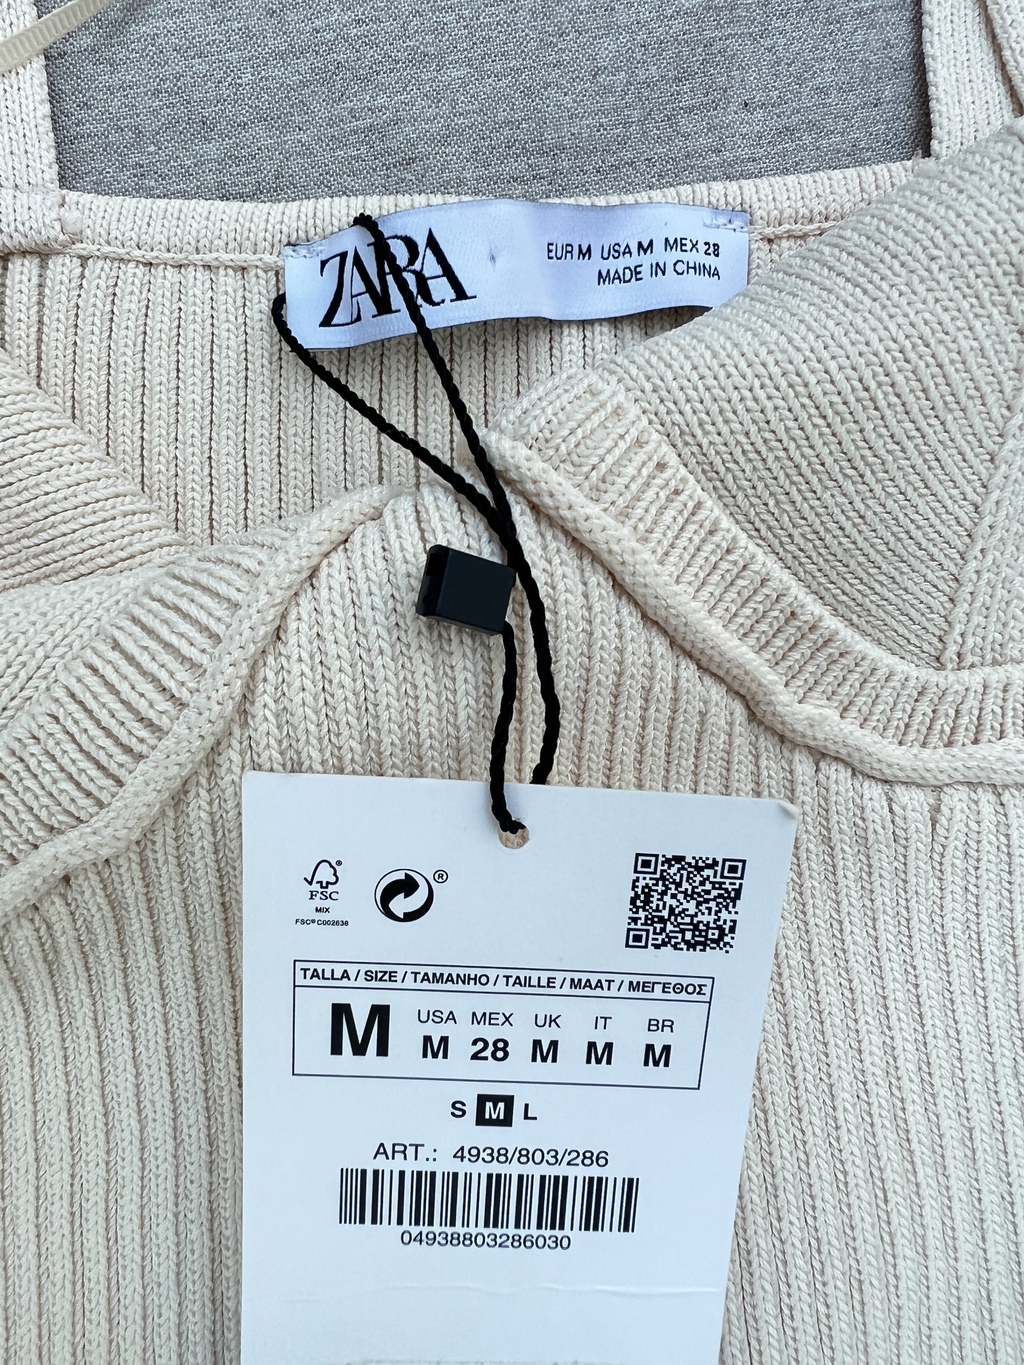 ZARA
EUR M USA M MEX 28
MADE IN CHINA
FSC®
MIX
FSC® C002638
®
TALLA / SIZE / TAMANHO / TAILLE / MAAT / ΜΕΓΕΘΟΣ
M
USA MEX UK IT BR
M 28 M M M
S M L
ART.: 4938/803/286
04938803286030